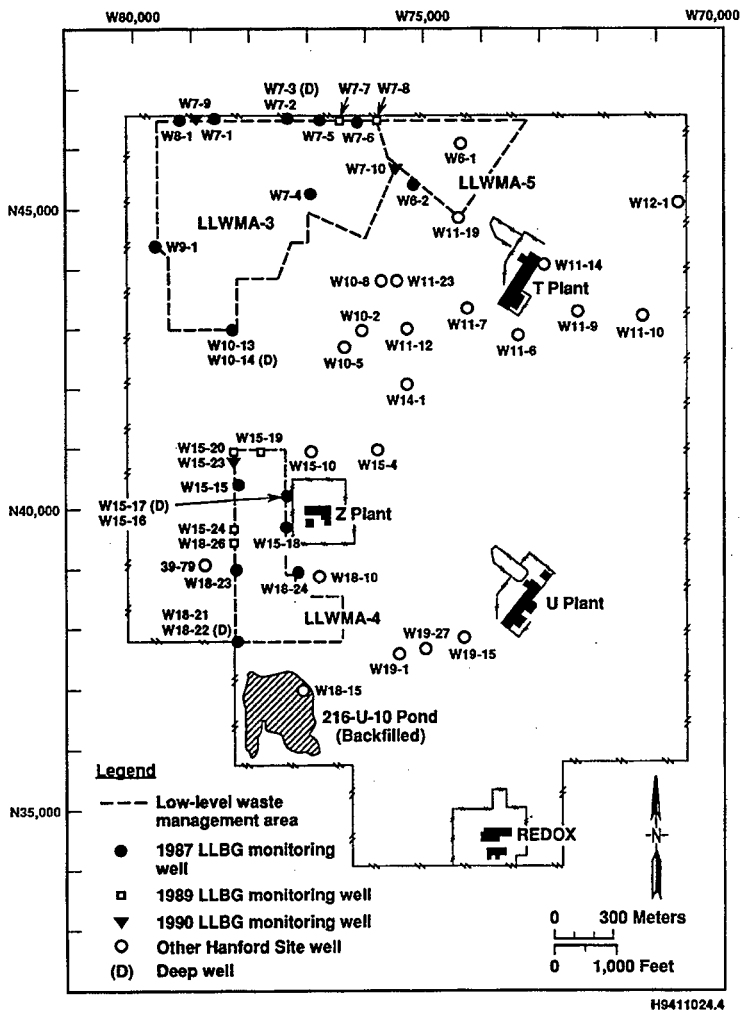 W80,000 W75,000 W70,000
W7-3 (D) W7-7 W7-8
W7-9 W7-2
W8-1 W7-1 W7-5 W7-6
W6-1
W7-10
LLWMA-5
W7-4 W6-2
W12-1
N45,000
LLWMA-3
W11-19
W9-1
W11-14
W10-8 W11-23
T Plant
W10-2 W11-7 W11-9 W11-10
W10-13 W11-12 W11-6
W10-14 (D) W10-5
W14-1
W15-19
W15-20
W15-23 W15-10 W15-4
W15-15
W15-17 (D)
W15-16
N40,000
Z Plant
W15-24 W15-18
W18-26
39-79
W18-23 W18-24 W18-10
U Plant
LLWMA-4
W18-21
W18-22 (D)
W19-27
W19-1 W19-15
W18-15
216-U-10 Pond
(Backfilled)
Legend
Low-level waste
management area
N35,000
REDOX
N
1987 LLBG monitoring
well
1989 LLBG monitoring well
1990 LLBG monitoring well
Other Hanford Site well
(D) Deep well
0 300 Meters
0 1,000 Feet
H9411024.4